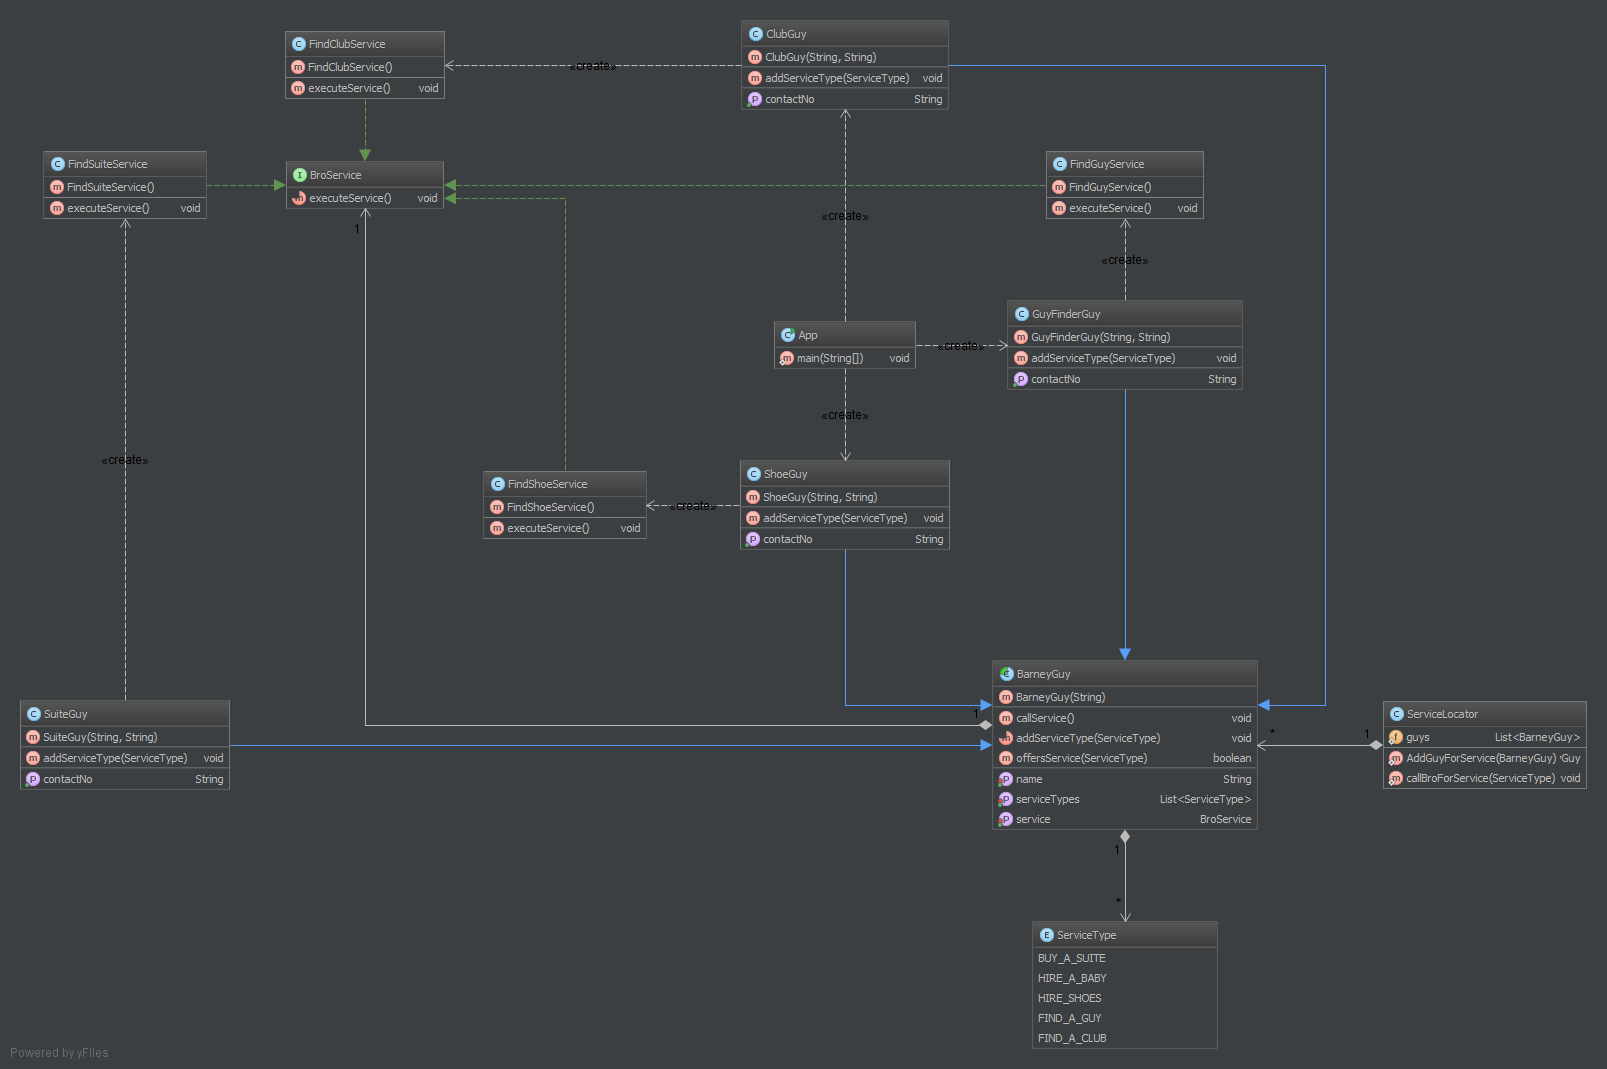 FindClubService
FindClubService()
executeService() void
«create»
ClubGuy
ClubGuy(String, String)
addServiceType(ServiceType) void
contactNo String
FindSuiteService
FindSuiteService()
executeService() void
BroService
executeService() void
1
FindGuyService
FindGuyService()
executeService() void
«create»
«create»
App
main(String[]) void
«create»
GuyFinderGuy
GuyFinderGuy(String, String)
addServiceType(ServiceType) void
contactNo String
«create»
«create»
FindShoeService
FindShoeService()
executeService() void
«create»
ShoeGuy
ShoeGuy(String, String)
addServiceType(ServiceType) void
contactNo String
SuiteGuy
SuiteGuy(String, String)
addServiceType(ServiceType) void
contactNo String
1
BarneyGuy
BarneyGuy(String)
callService() void
addServiceType(ServiceType) void
offersService(ServiceType) boolean
name String
serviceTypes List<ServiceType>
service BroService
*
1
ServiceLocator
guys List<BarneyGuy>
AddGuyForService(BarneyGuy) Guy
callBroForService(ServiceType) void
1
*
ServiceType
BUY_A_SUITE
HIRE_A_BABY
HIRE_SHOES
FIND_A_GUY
FIND_A_CLUB
Powered by yFiles